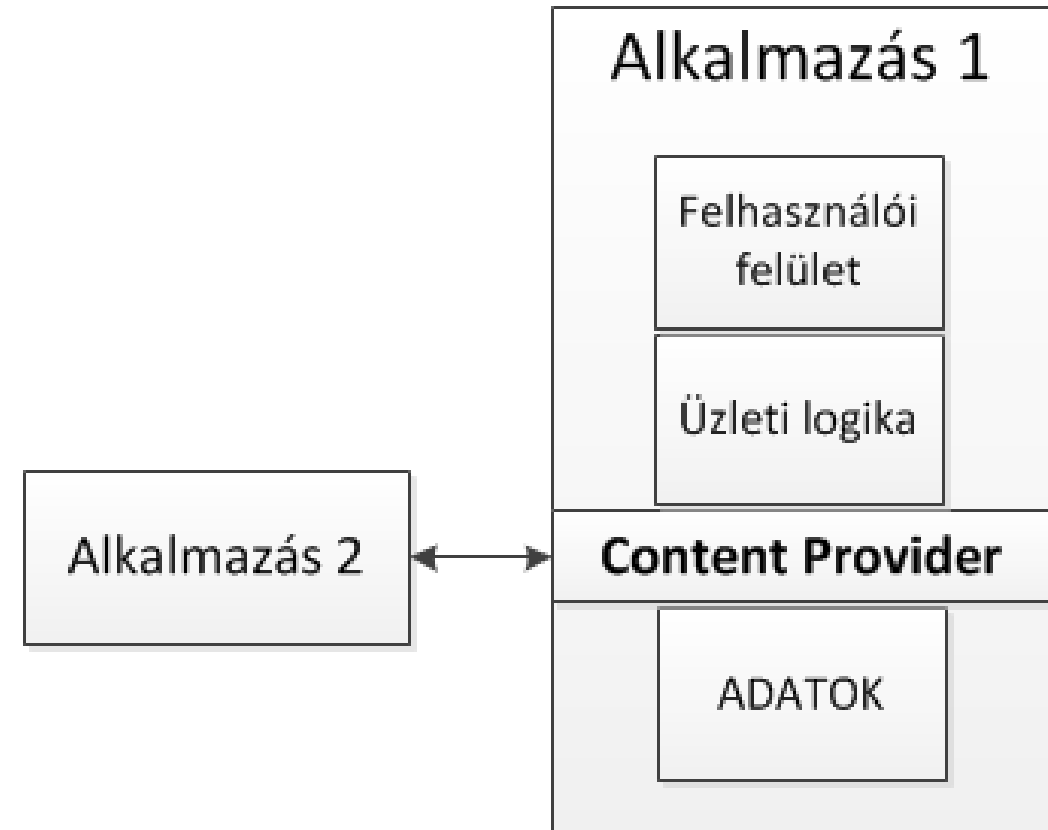 Alkalmazás 1
Felhasználói
felület
Üzleti logika
Alkalmazás 2
Content Provider
ADATOK